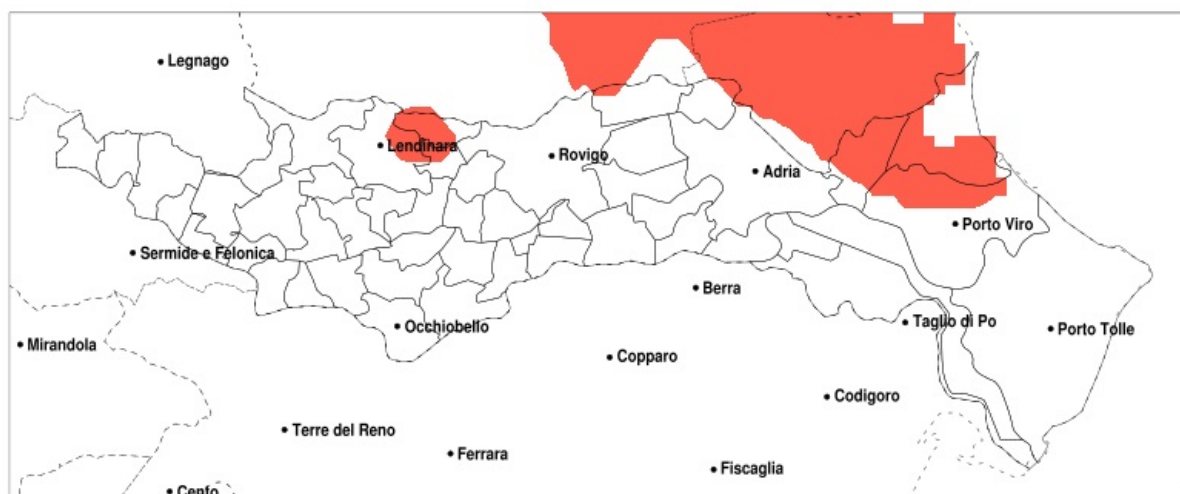 Legnago
Lendinara
Rovigo
Adria
Porto Viro
Sermide e Felonica
Berra
Occhiobello
Taglio di Po
Porto Tolle
Mirandola
Copparo
Codigoro
Terre del Reno
Ferrara
Fiscaglia
Cento